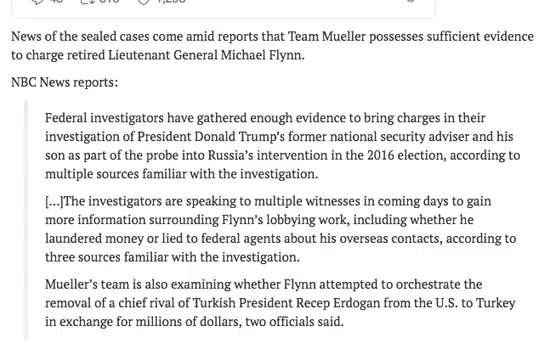 News of the sealed cases come amid reports that Team Mueller possesses sufficient evidence
to charge retired Lieutenant General Michael Flynn.
NBC News reports:
Federal investigators have gathered enough evidence to bring charges in their
investigation of President Donald Trump's former national security adviser and his
son as part of the probe into Russia's intervention in the 2016 election, according to
multiple sources familiar with the investigation.
[...]The investigators are speaking to multiple witnesses in coming days to gain
more information surrounding Flynn's lobbying work, including whether he
laundered money or lied to federal agents about his overseas contacts, according to
three sources familiar with the investigation.
Mueller's team is also examining whether Flynn attempted to orchestrate the
removal of a chief rival of Turkish President Recep Erdogan from the U.S. to Turkey
in exchange for millions of dollars, two officials said.